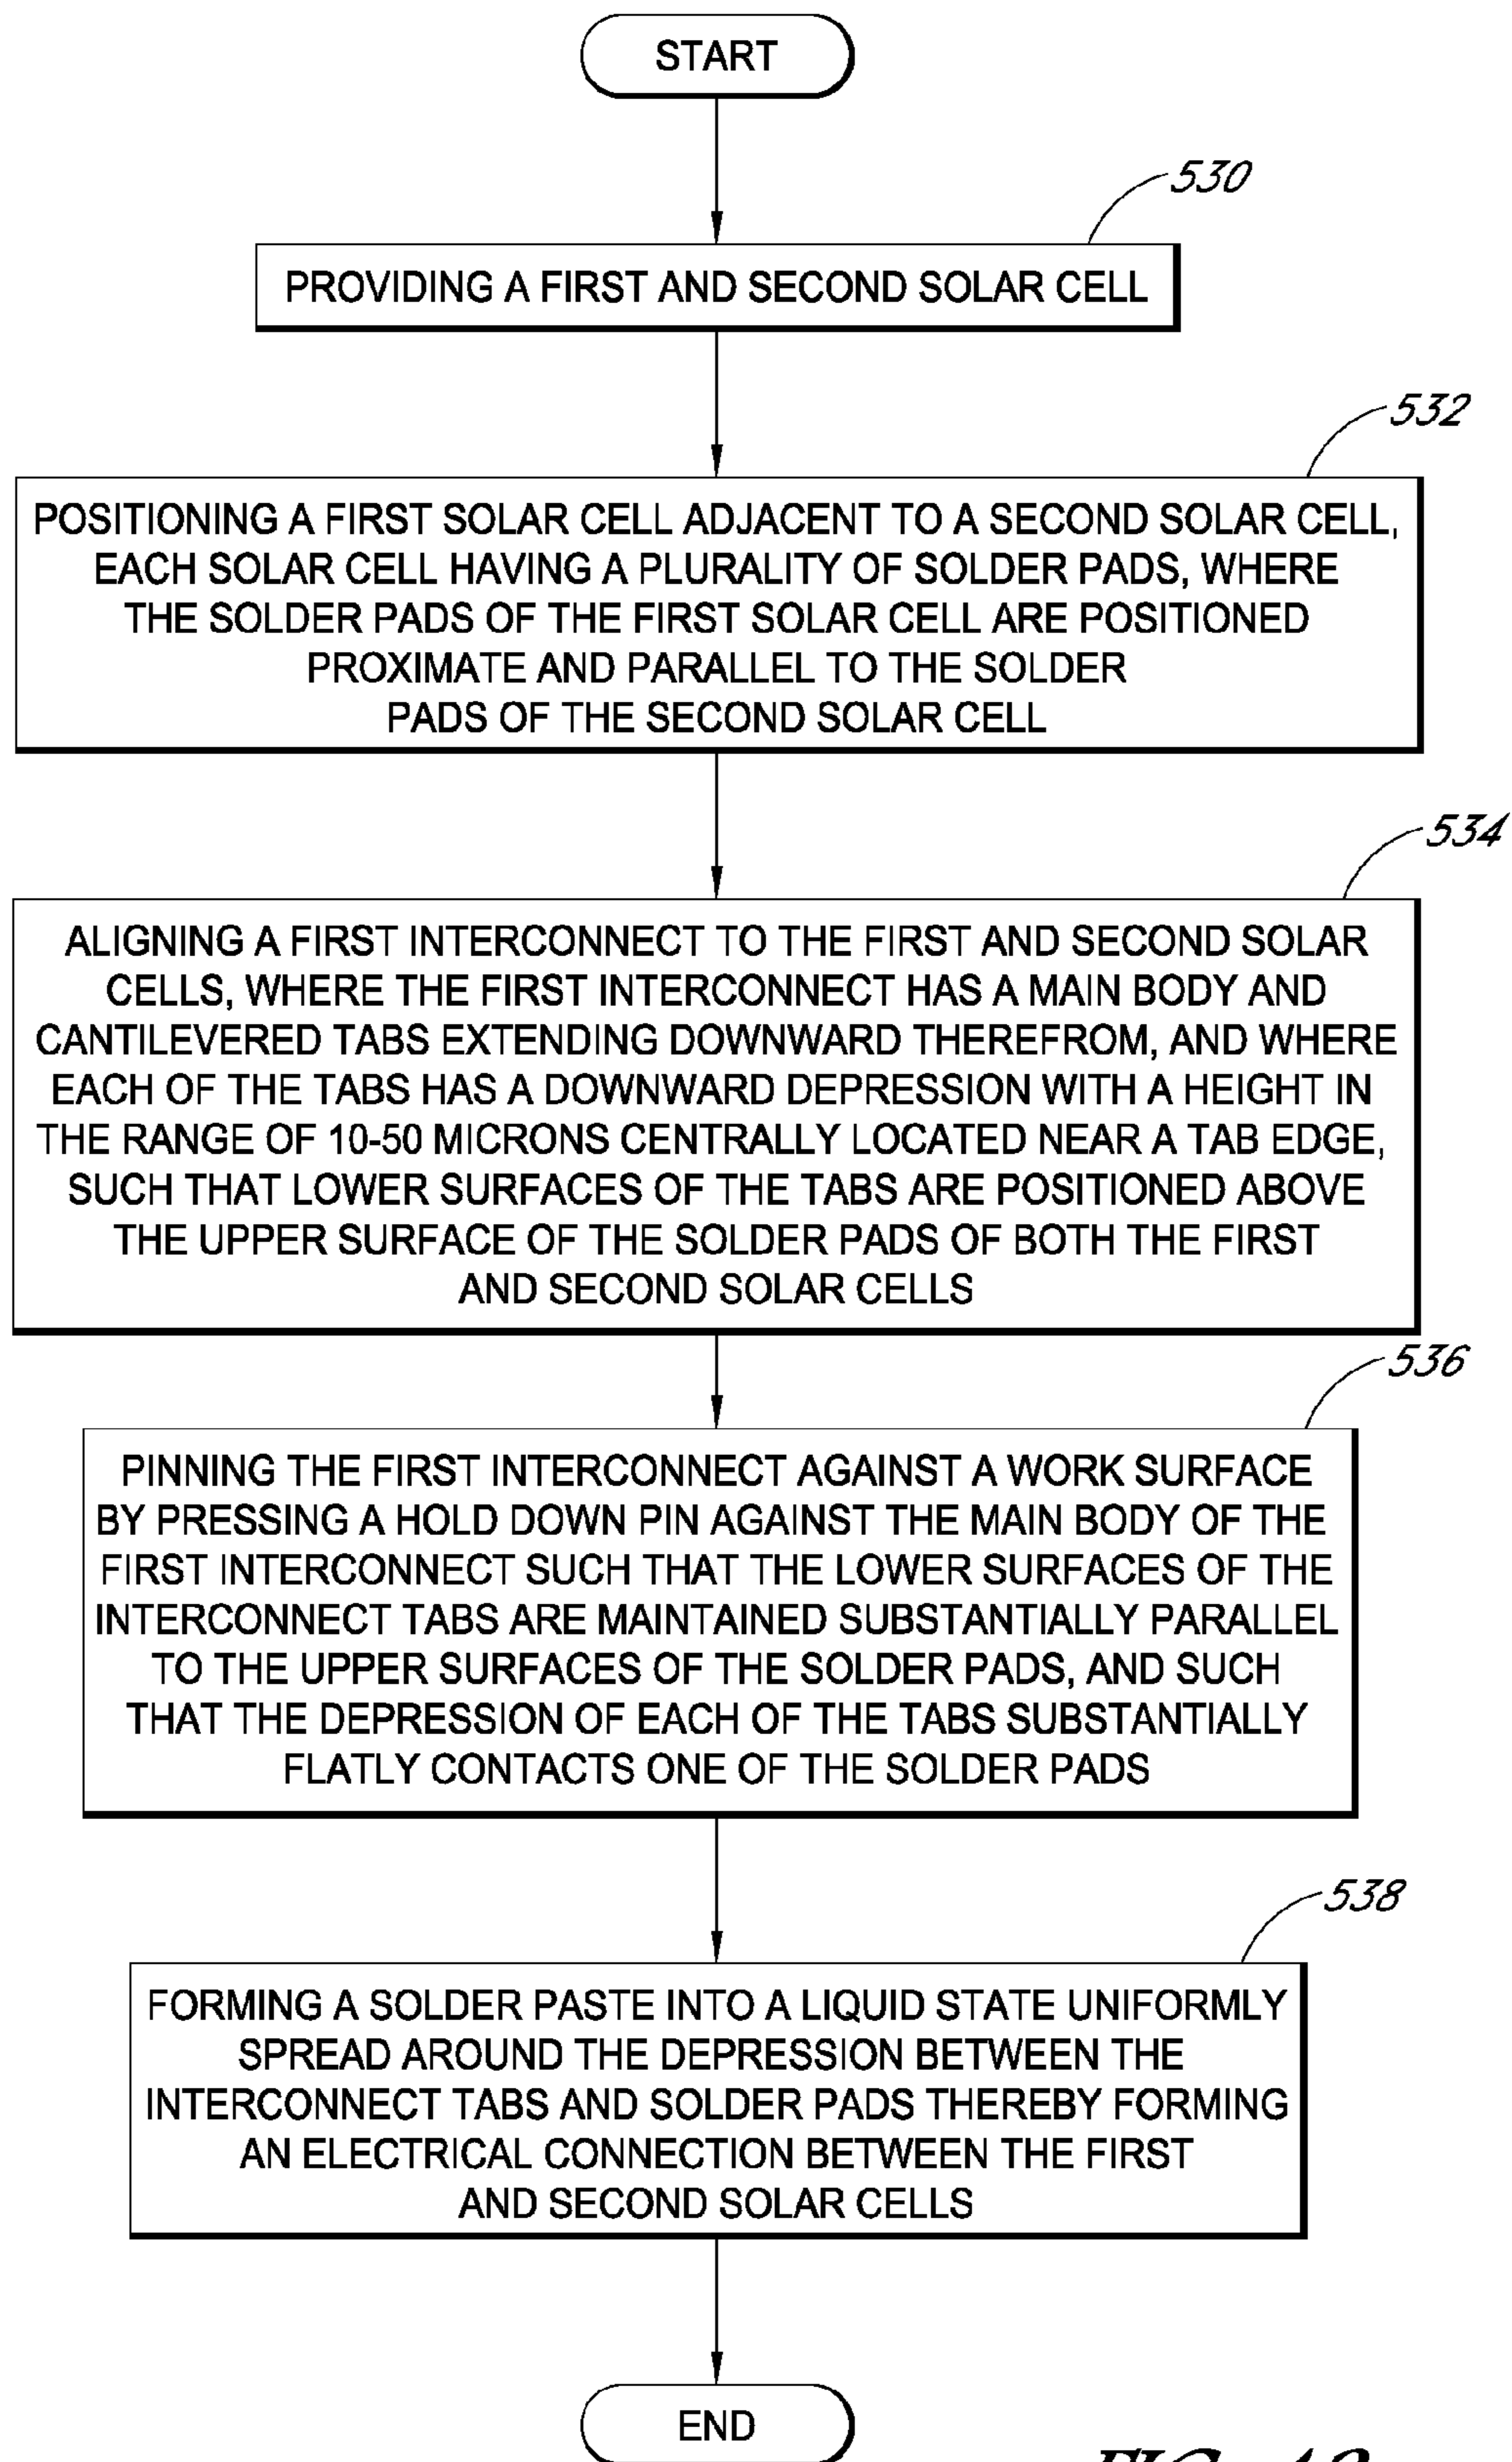 START
530
PROVIDING A FIRST AND SECOND SOLAR CELL
532
POSITIONING A FIRST SOLAR CELL ADJACENT TO A SECOND SOLAR CELL,
EACH SOLAR CELL HAVING A PLURALITY OF SOLDER PADS, WHERE
THE SOLDER PADS OF THE FIRST SOLAR CELL ARE POSITIONED
PROXIMATE AND PARALLEL TO THE SOLDER
PADS OF THE SECOND SOLAR CELL
534
ALIGNING A FIRST INTERCONNECT TO THE FIRST AND SECOND SOLAR
CELLS, WHERE THE FIRST INTERCONNECT HAS A MAIN BODY AND
CANTILEVERED TABS EXTENDING DOWNWARD THEREFROM, AND WHERE
EACH OF THE TABS HAS A DOWNWARD DEPRESSION WITH A HEIGHT IN
THE RANGE OF 10-50 MICRONS CENTRALLY LOCATED NEAR A TAB EDGE,
SUCH THAT LOWER SURFACES OF THE TABS ARE POSITIONED ABOVE
THE UPPER SURFACE OF THE SOLDER PADS OF BOTH THE FIRST
AND SECOND SOLAR CELLS
536
PINNING THE FIRST INTERCONNECT AGAINST A WORK SURFACE
BY PRESSING A HOLD DOWN PIN AGAINST THE MAIN BODY OF THE
FIRST INTERCONNECT SUCH THAT THE LOWER SURFACES OF THE
INTERCONNECT TABS ARE MAINTAINED SUBSTANTIALLY PARALLEL
TO THE UPPER SURFACES OF THE SOLDER PADS, AND SUCH
THAT THE DEPRESSION OF EACH OF THE TABS SUBSTANTIALLY
FLATLY CONTACTS ONE OF THE SOLDER PADS
538
FORMING A SOLDER PASTE INTO A LIQUID STATE UNIFORMLY
SPREAD AROUND THE DEPRESSION BETWEEN THE
INTERCONNECT TABS AND SOLDER PADS THEREBY FORMING
AN ELECTRICAL CONNECTION BETWEEN THE FIRST
AND SECOND SOLAR CELLS
END